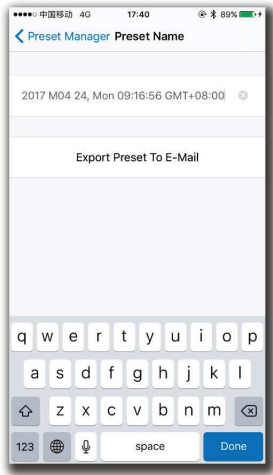 中国移动 4G 17:40 89%
Preset Manager Preset Name
2017 M04 24, Mon 09:16:56 GMT+08:00
Export Preset To E-Mail
q w e r t y u i o p
a s d f g h j k l
z x c v b n m
123 space Done